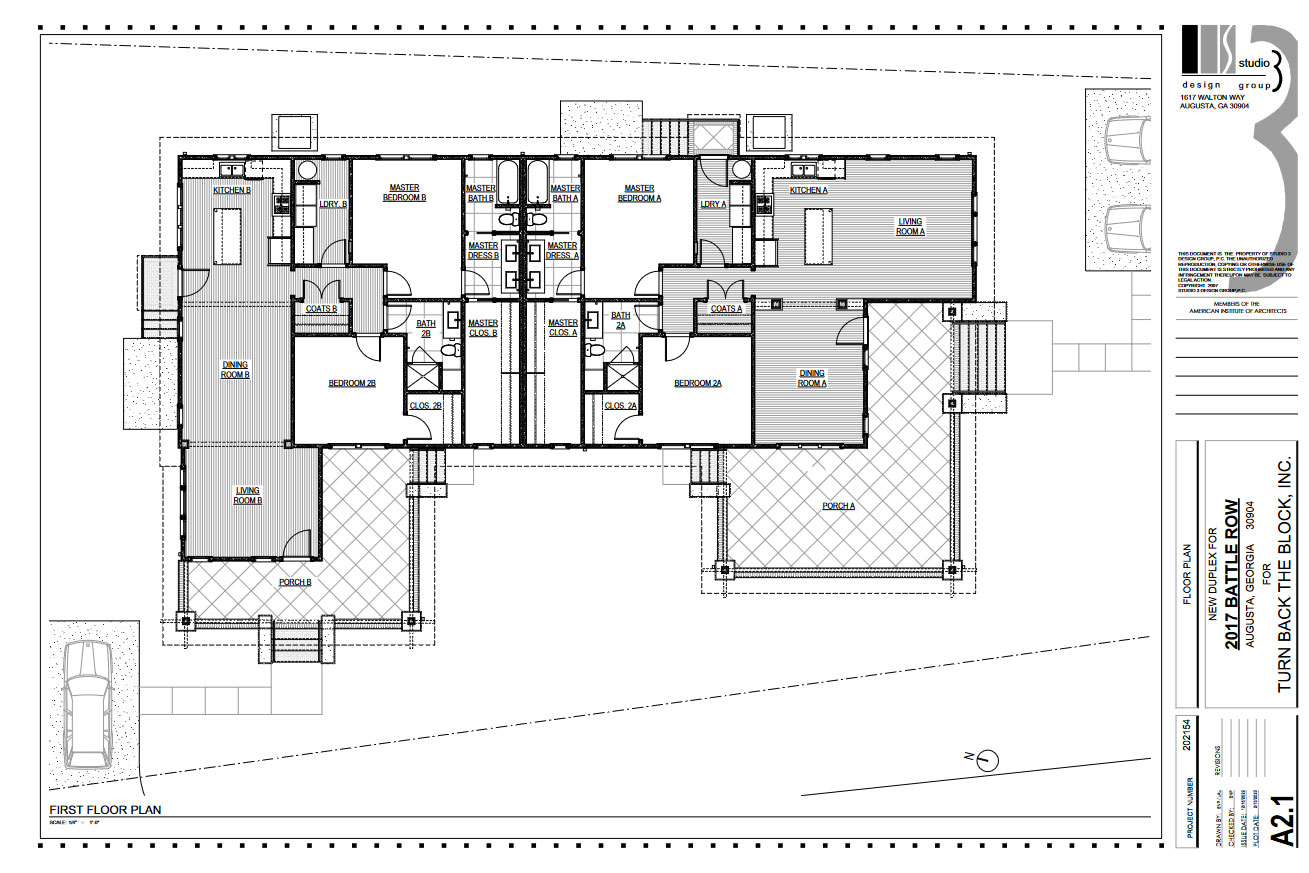 studio
3
design group
1617 WALTON WAY
AUGUSTA, GA 30904
KITCHEN B
LDRY. B
MASTER
BEDROOM B
MASTER
BATH B
MASTER
BATH A
MASTER
BEDROOM A
LDRY. A
KITCHEN A
LIVING
ROOM A
MASTER
DRESS B
MASTER
DRESS. A
COATS B
BATH
2B
MASTER
CLOS. B
MASTER
CLOS. A
BATH
2A
COATS A
DINING
ROOM B
BEDROOM 2B
BEDROOM 2A
DINING
ROOM A
CLOS. 2B
CLOS. 2A
LIVING
ROOM B
PORCH A
PORCH B
N
FIRST FLOOR PLAN
SCALE: 1/8" = 1'-0"
THIS DOCUMENT IS THE PROPERTY OF STUDIO 3
DESIGN GROUP, P.C. THE UNAUTHORIZED
REPRODUCTION, COPYING OR OTHERWISE USE OF
THIS DOCUMENT IS STRICTLY PROHIBITED AND ANY
INFRINGEMENT THEREUPON MAY BE SUBJECT TO
LEGAL ACTION.
COPYRIGHT 2007
STUDIO 3 DESIGN GROUP, P.C.
MEMBERS OF THE
AMERICAN INSTITUTE OF ARCHITECTS
FLOOR PLAN
NEW DUPLEX FOR
2017 BATTLE ROW
AUGUSTA, GEORGIA 30904
FOR
TURN BACK THE BLOCK, INC.
PROJECT NUMBER 202154
REVISIONS
DRAWN BY:
CHECKED BY:
ISSUE DATE:
PLOT DATE:
A2.1